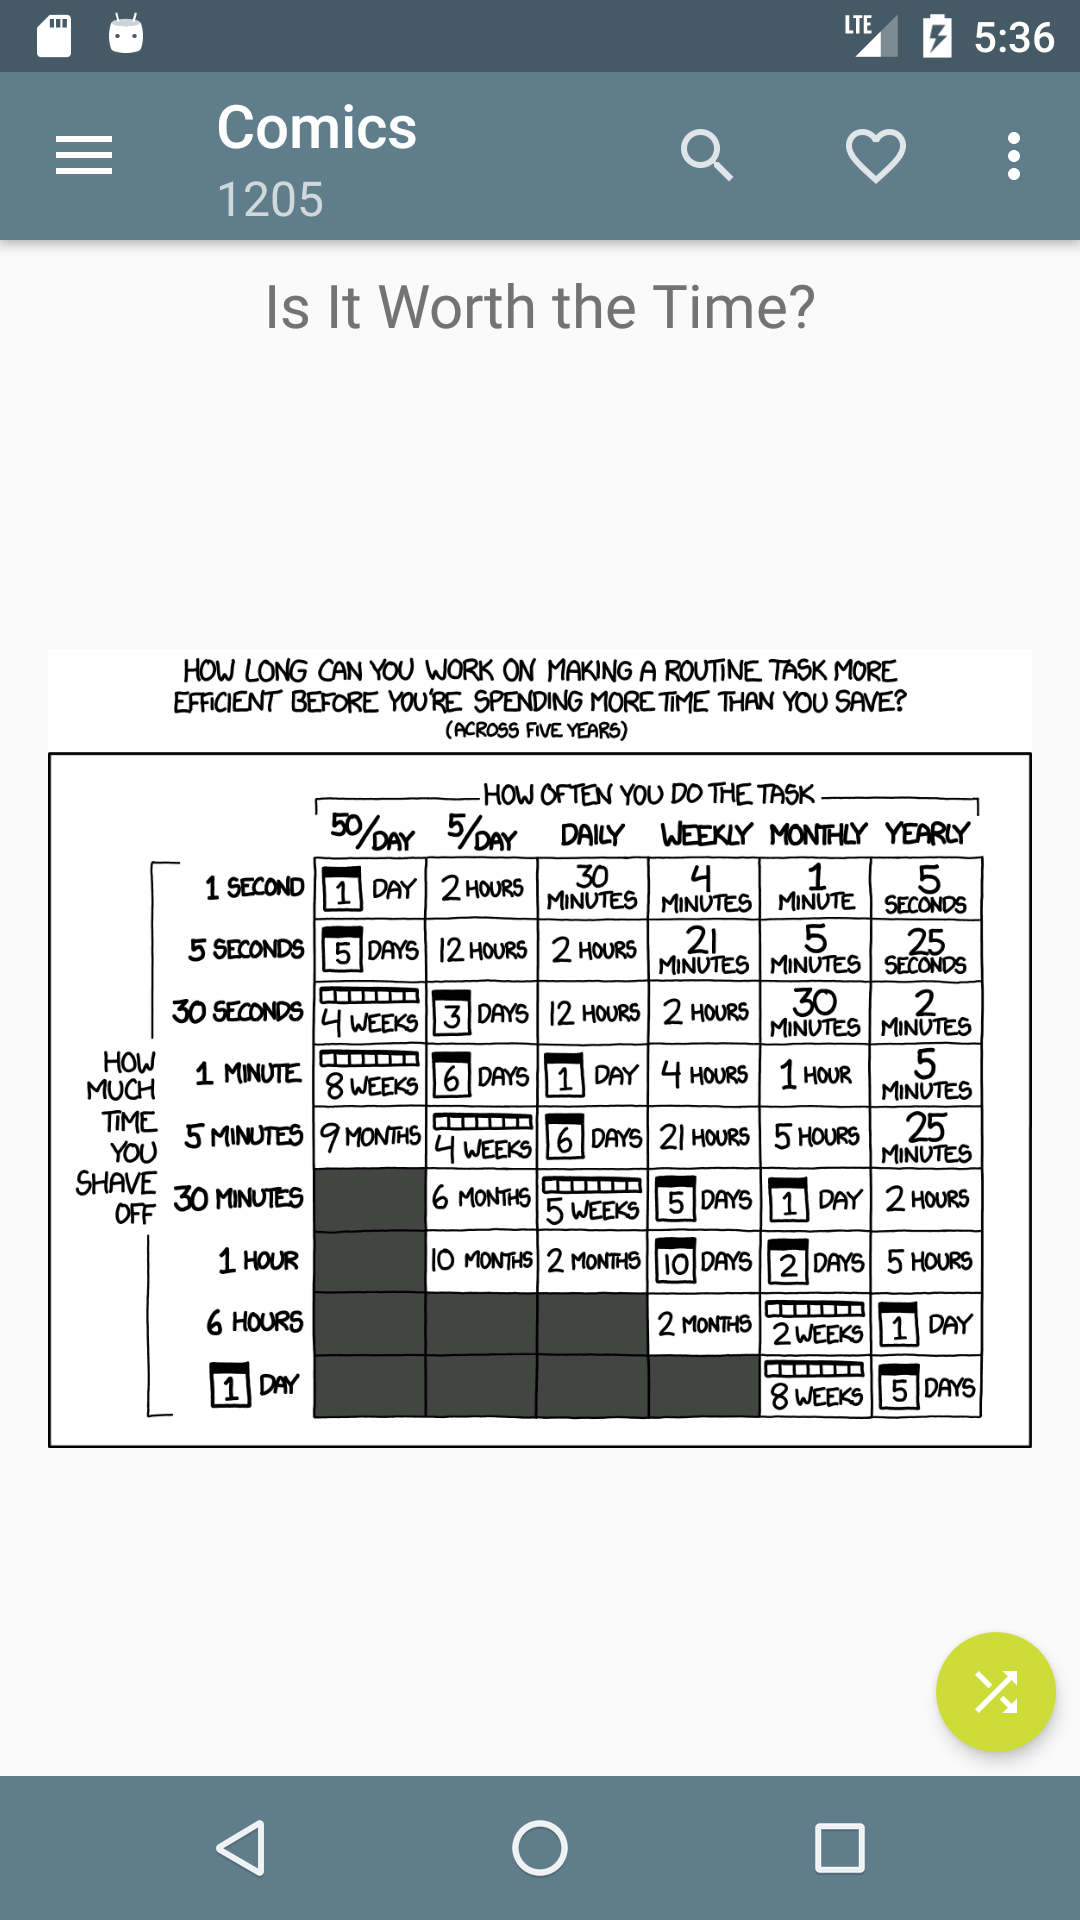 LTE 5:36
Comics
1205
Is It Worth the Time?
HOW LONG CAN YOU WORK ON MAKING A ROUTINE TASK MORE
EFFICIENT BEFORE YOU'RE SPENDING MORE TIME THAN YOU SAVE?
(ACROSS FIVE YEARS)
HOW OFTEN YOU DO THE TASK
50/DAY 5/DAY DAILY WEEKLY MONTHLY YEARLY
HOW
MUCH
TIME
YOU
SHAVE
OFF
1 SECOND 1 DAY 2 HOURS 30 MINUTES 4 MINUTES 1 MINUTE 5 SECONDS
5 SECONDS 5 DAYS 12 HOURS 2 HOURS 21 MINUTES 5 MINUTES 25 SECONDS
30 SECONDS 4 WEEKS 3 DAYS 12 HOURS 2 HOURS 30 MINUTES 2 MINUTES
1 MINUTE 8 WEEKS 6 DAYS 1 DAY 4 HOURS 1 HOUR 5 MINUTES
5 MINUTES 9 MONTHS 4 WEEKS 6 DAYS 21 HOURS 5 HOURS 25 MINUTES
30 MINUTES 6 MONTHS 5 WEEKS 5 DAYS 1 DAY 2 HOURS
1 HOUR 10 MONTHS 2 MONTHS 10 DAYS 2 DAYS 5 HOURS
6 HOURS 2 MONTHS 2 WEEKS 1 DAY
1 DAY 8 WEEKS 5 DAYS